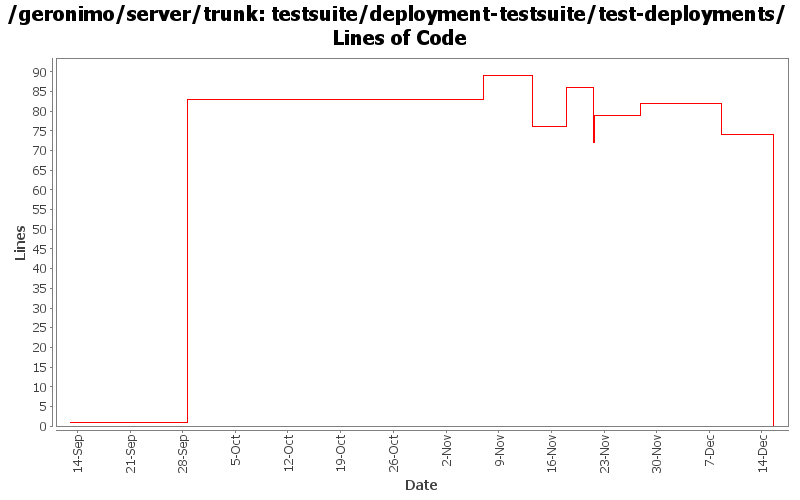 /geronimo/server/trunk: testsuite/deployment-testsuite/test-deployments/
Lines of Code
90
85
80
75
70
65
60
55
50
45
40
35
30
25
20
15
10
5
0
Lines
14-Sep
21-Sep
28-Sep
5-Oct
12-Oct
19-Oct
26-Oct
2-Nov
9-Nov
16-Nov
23-Nov
30-Nov
7-Dec
14-Dec
Date